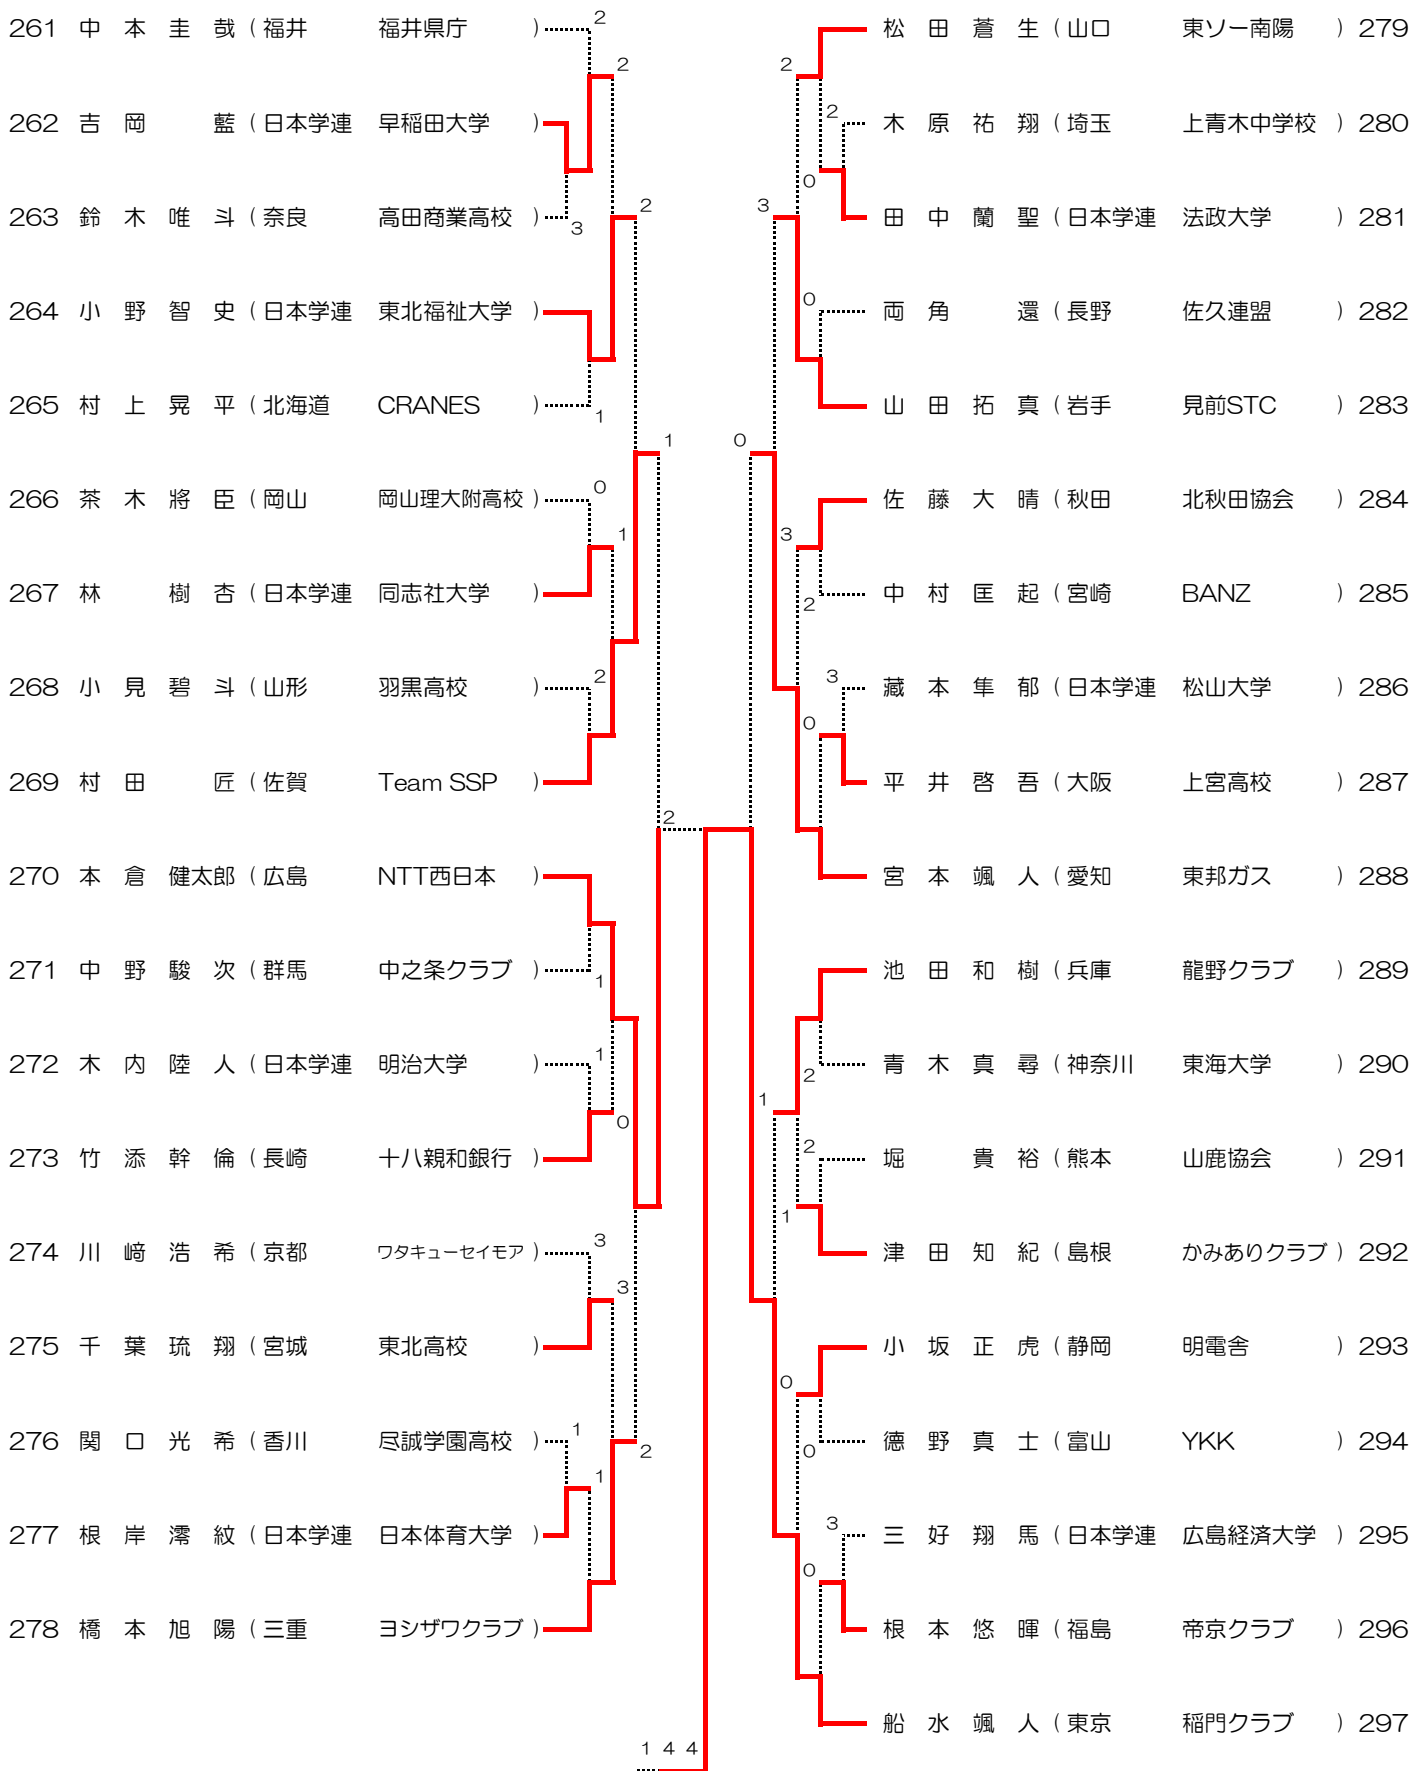 261 中 本 圭 哉 (福井 福井県庁 )
262 吉 岡 藍 (日本学連 早稲田大学 )
263 鈴 木 唯 斗 (奈良 高田商業高校 )
264 小 野 智 史 (日本学連 東北福祉大学 )
265 村 上 晃 平 (北海道 CRANES )
266 茶 木 將 臣 (岡山 岡山理大附高校 )
267 林 樹 杏 (日本学連 同志社大学 )
268 小 見 碧 斗 (山形 羽黒高校 )
269 村 田 匠 (佐賀 Team SSP )
270 本 倉 健太郎 (広島 NTT西日本 )
271 中 野 駿 次 (群馬 中之条クラブ )
272 木 内 陸 人 (日本学連 明治大学 )
273 竹 添 幹 倫 (長崎 十八親和銀行 )
274 川 﨑 浩 希 (京都 ワタキューセイモア )
275 千 葉 琉 翔 (宮城 東北高校 )
276 関 口 光 希 (香川 尽誠学園高校 )
277 根 岸 澪 紋 (日本学連 日本体育大学 )
278 橋 本 旭 陽 (三重 ヨシザワクラブ )
2
2
3
2
1
1
0
1
2
2
1
1
0
3
3
1
1
2
1 4 4
松 田 蒼 生 (山口 東ソー南陽 ) 279
木 原 祐 翔 (埼玉 上青木中学校 ) 280
田 中 蘭 聖 (日本学連 法政大学 ) 281
両 角 還 (長野 佐久連盟 ) 282
山 田 拓 真 (岩手 見前STC ) 283
佐 藤 大 晴 (秋田 北秋田協会 ) 284
中 村 匡 起 (宮崎 BANZ ) 285
藏 本 隼 郁 (日本学連 松山大学 ) 286
平 井 啓 吾 (大阪 上宮高校 ) 287
宮 本 颯 人 (愛知 東邦ガス ) 288
池 田 和 樹 (兵庫 龍野クラブ ) 289
青 木 真 尋 (神奈川 東海大学 ) 290
堀 貴 裕 (熊本 山鹿協会 ) 291
津 田 知 紀 (島根 かみありクラブ ) 292
小 坂 正 虎 (静岡 明電舎 ) 293
德 野 真 士 (富山 YKK ) 294
三 好 翔 馬 (日本学連 広島経済大学 ) 295
根 本 悠 暉 (福島 帝京クラブ ) 296
船 水 颯 人 (東京 稲門クラブ ) 297
2
2
0
3
0
0
3
2
3
0
2
1
2
1
0
0
3
0